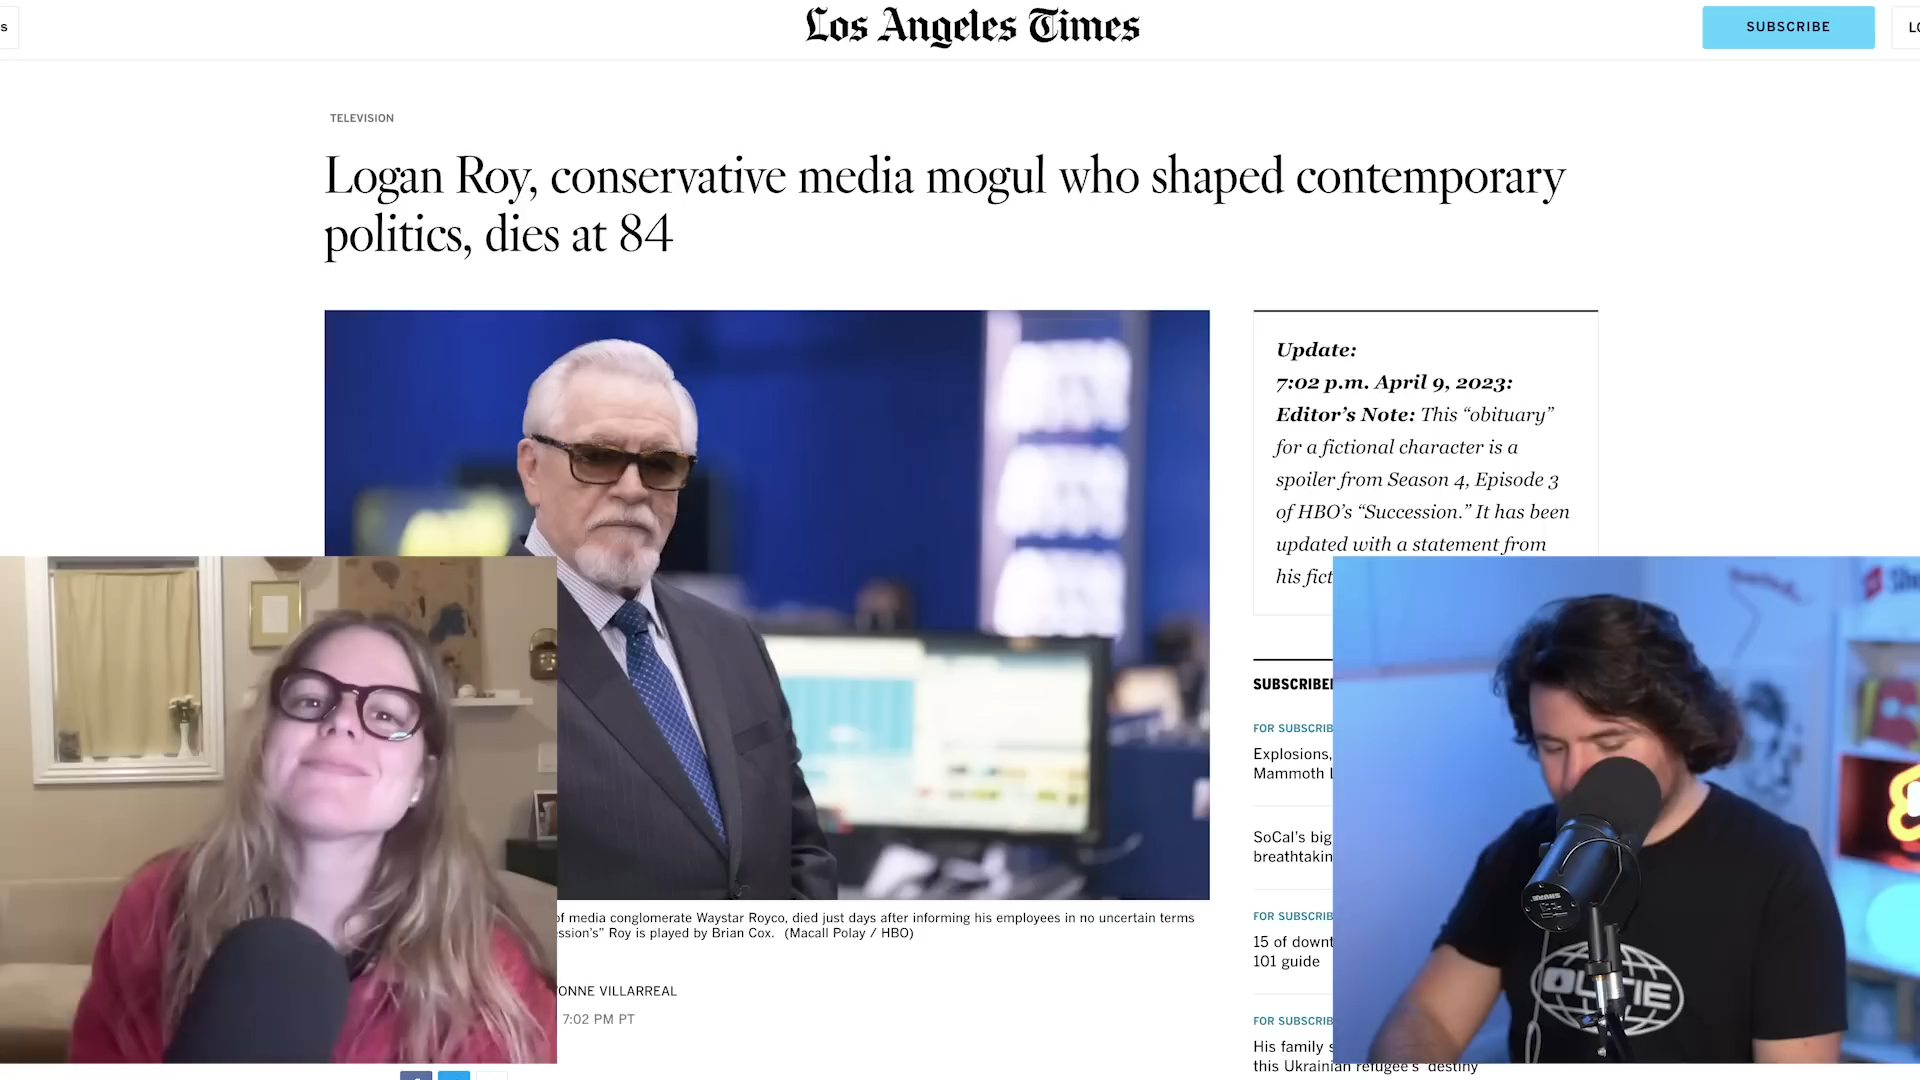 s
Los Angeles Times
SUBSCRIBE
LO
TELEVISION
Logan Roy, conservative media mogul who shaped contemporary
politics, dies at 84
Update:
7:02 p.m. April 9, 2023:
Editor’s Note: This “obituary”
for a fictional character is a
spoiler from Season 4, Episode 3
of HBO’s “Succession.” It has been
updated with a statement from
his fict
of media conglomerate Waystar Royco, died just days after informing his employees in no uncertain terms
ssion’s” Roy is played by Brian Cox. (Macall Polay / HBO)
ONNE VILLARREAL
7:02 PM PT
SUBSCRIBE
FOR SUBSCRIB
Explosions,
Mammoth
SoCal’s big
breathtakin
FOR SUBSCRIB
15 of downt
101 guide
FOR SUBSCRIB
His family s
this Ukrainian refugee’s destiny
SHURE